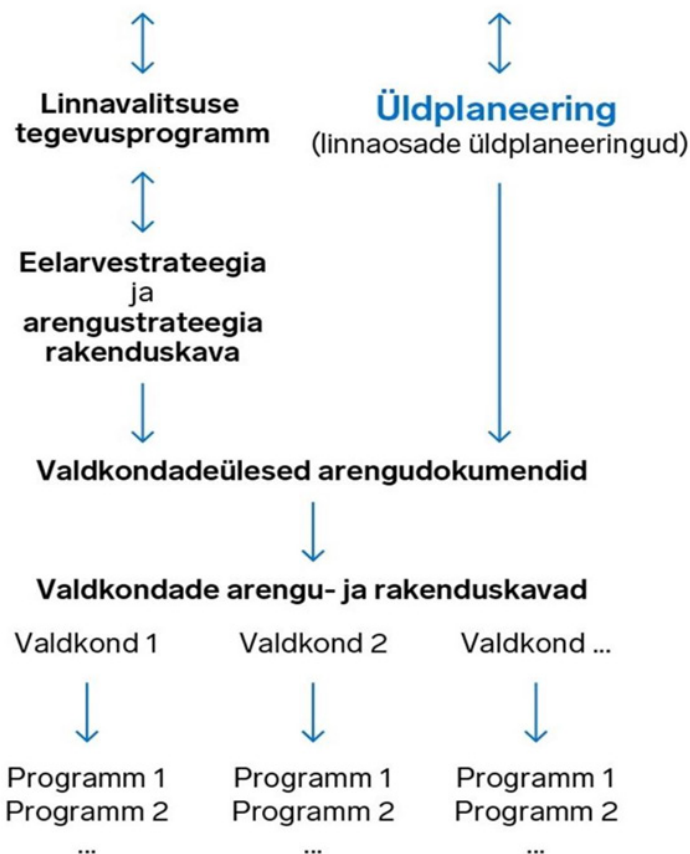 Linnavalitsuse
tegevusprogramm
Üldplaneering
(linnaosade üldplaneeringud)
Eelarvestrateegia
ja
arengustrateegia
rakenduskava
Valdkondadeülesed arengudokumendid
Valdkondade arengu- ja rakenduskavad
Valdkond 1
Valdkond 2
Valdkond ...
Programm 1
Programm 2
...
Programm 1
Programm 2
...
Programm 1
Programm 2
...